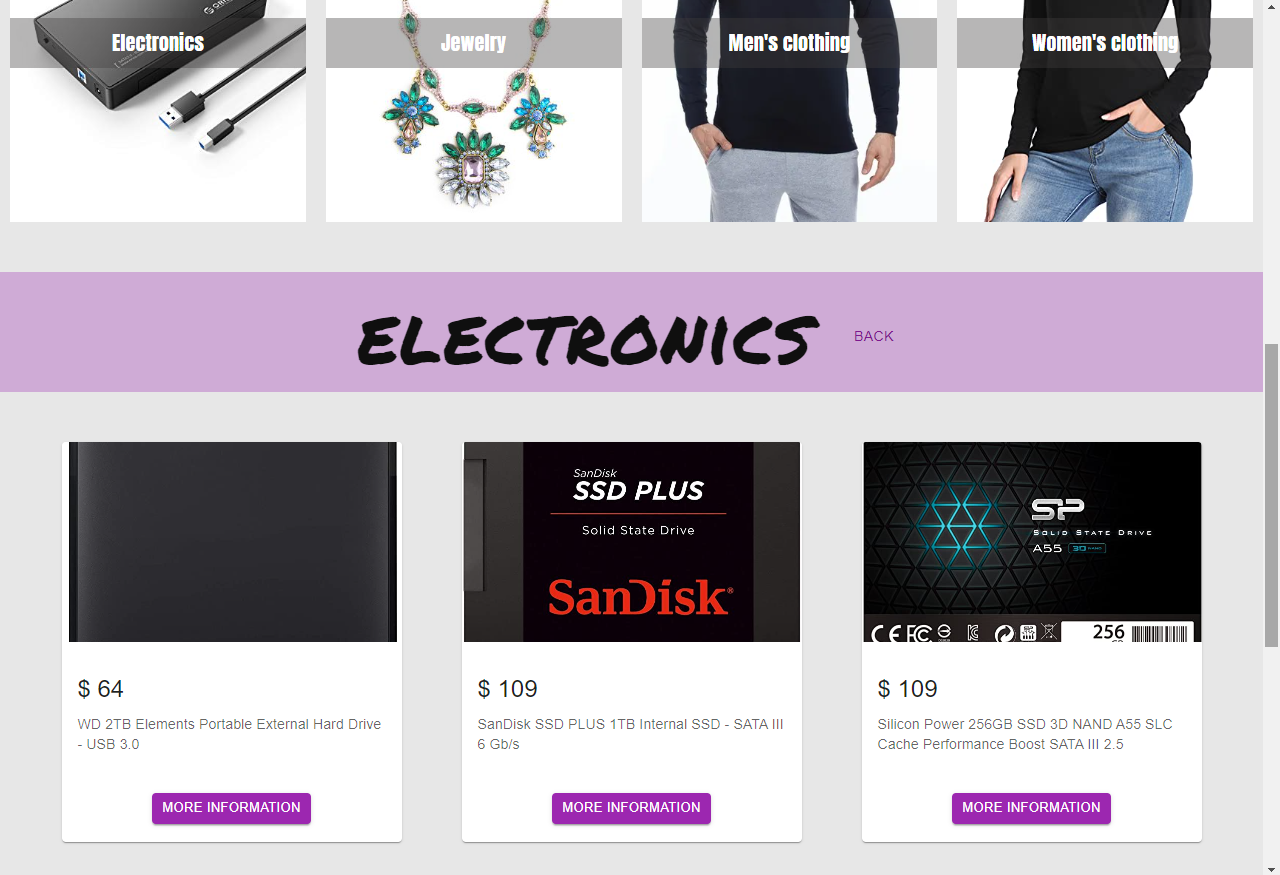 Electronics
Jewelry
Men's clothing
Women's clothing
ELECTRONICS
BACK
SanDisk
SSD PLUS
Solid State Drive
SanDisk®
SP
SOLID STATE DRIVE
A55 3D NAND
256
$ 64
WD 2TB Elements Portable External Hard Drive
- USB 3.0
MORE INFORMATION
$ 109
SanDisk SSD PLUS 1TB Internal SSD - SATA III
6 Gb/s
MORE INFORMATION
$ 109
Silicon Power 256GB SSD 3D NAND A55 SLC
Cache Performance Boost SATA III 2.5
MORE INFORMATION